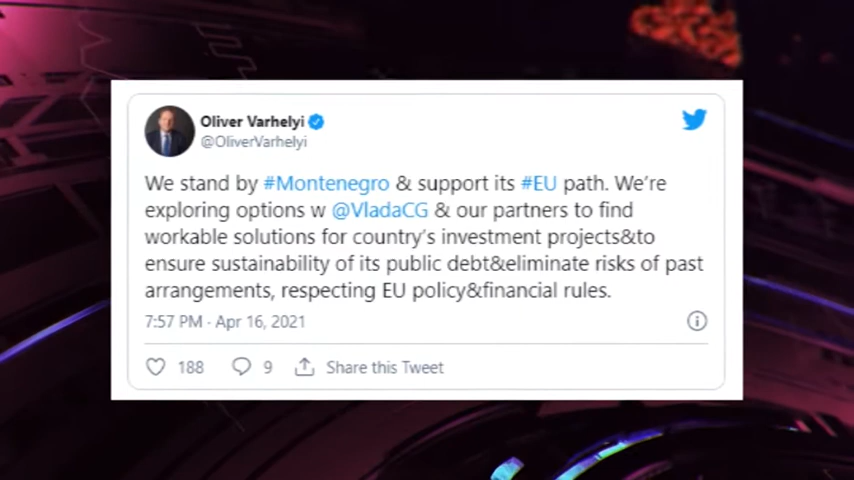 Oliver Varhelyi
@OliverVarhelyi
We stand by #Montenegro & support its #EU path. We're
exploring options w @VladaCG & our partners to find
workable solutions for country's investment projects&to
ensure sustainability of its public debt&eliminate risks of past
arrangements, respecting EU policy&financial rules.
7:57 PM · Apr 16, 2021
188 9 Share this Tweet